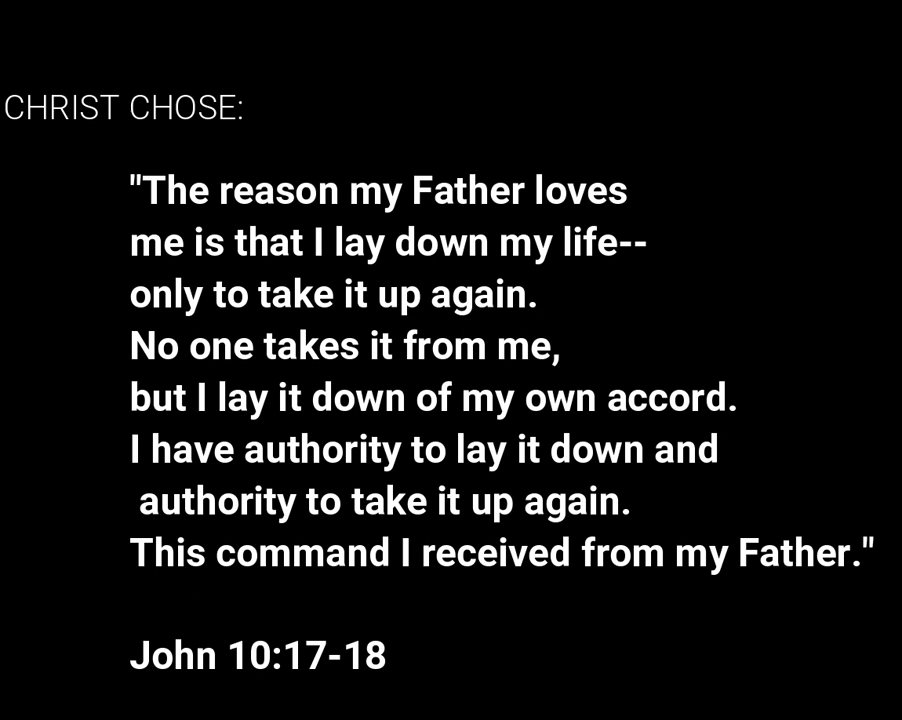 CHRIST CHOSE:
"The reason my Father loves
me is that I lay down my life--
only to take it up again.
No one takes it from me,
but I lay it down of my own accord.
I have authority to lay it down and
authority to take it up again.
This command I received from my Father."
John 10:17-18